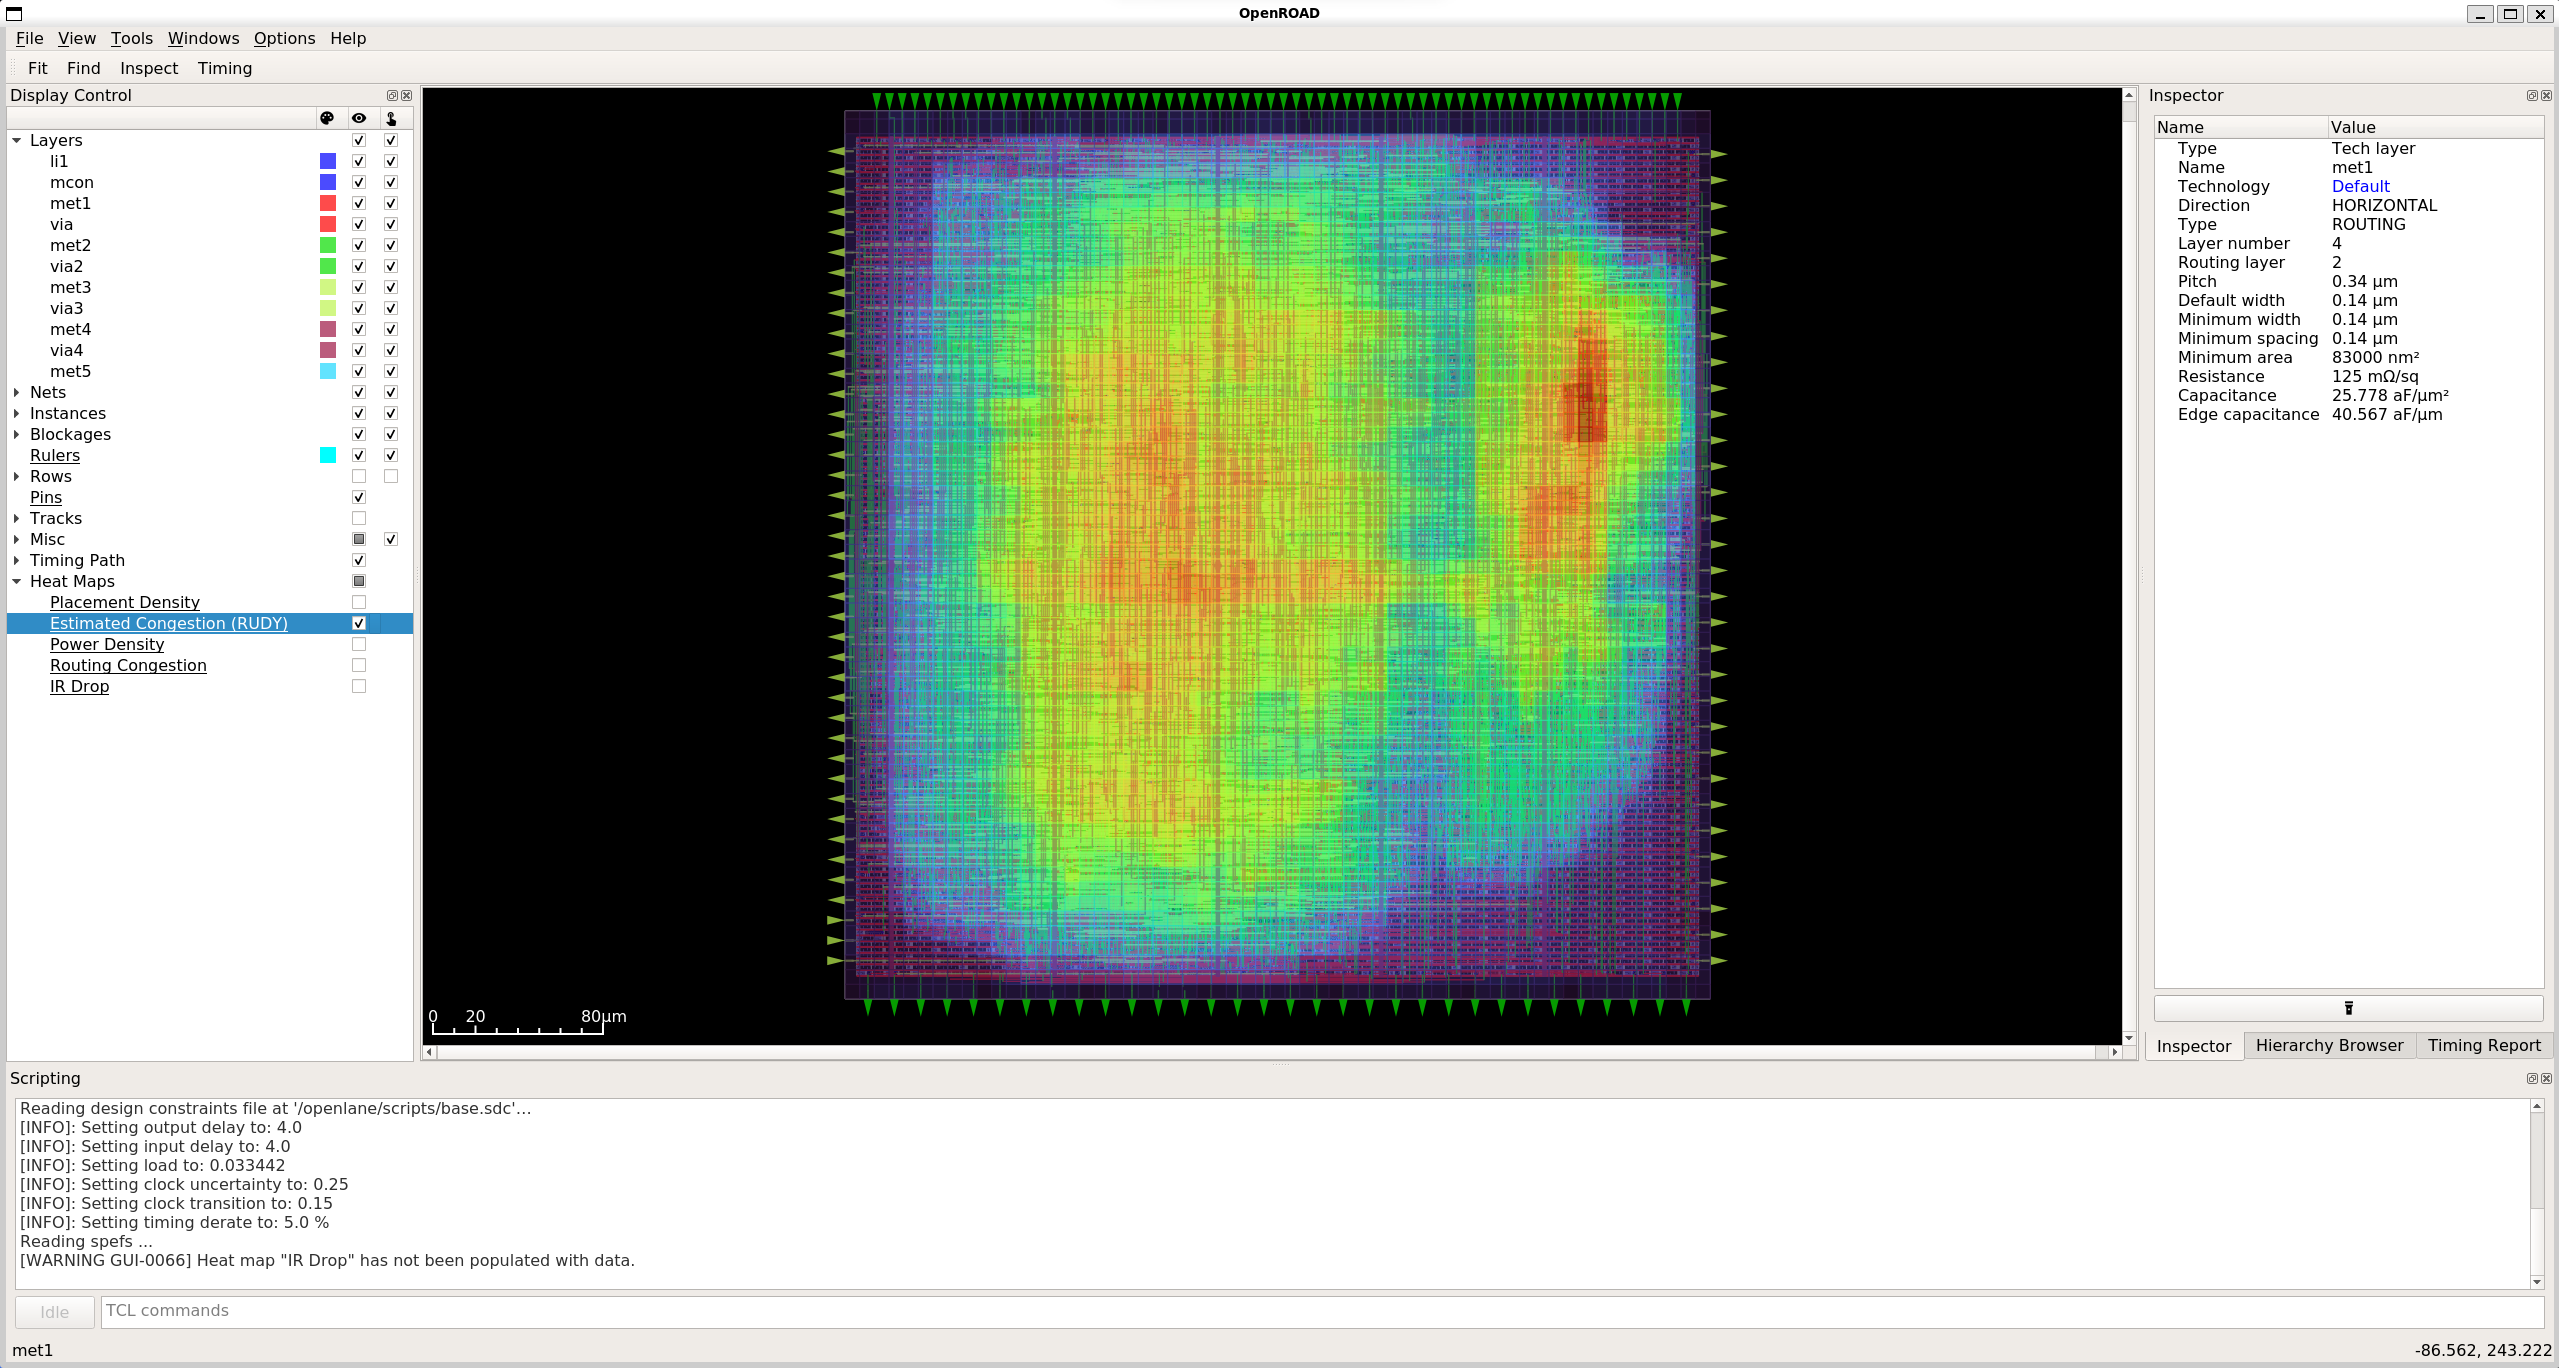 OpenROAD
File View Tools Windows Options Help
Fit Find Inspect Timing
Display Control
Layers
li1
mcon
met1
via
met2
via2
met3
via3
met4
via4
met5
Nets
Instances
Blockages
Rulers
Rows
Pins
Tracks
Misc
Timing Path
Heat Maps
Placement Density
Estimated Congestion (RUDY)
Power Density
Routing Congestion
IR Drop
0 20 80μm
Inspector
Name Value
Type Tech layer
Name met1
Technology Default
Direction HORIZONTAL
Type ROUTING
Layer number 4
Routing layer 2
Pitch 0.34 μm
Default width 0.14 μm
Minimum width 0.14 μm
Minimum spacing 0.14 μm
Minimum area 83000 nm²
Resistance 125 mΩ/sq
Capacitance 25.778 aF/μm²
Edge capacitance 40.567 aF/μm
Inspector Hierarchy Browser Timing Report
Scripting
Reading design constraints file at '/openlane/scripts/base.sdc'…
[INFO]: Setting output delay to: 4.0
[INFO]: Setting input delay to: 4.0
[INFO]: Setting load to: 0.033442
[INFO]: Setting clock uncertainty to: 0.25
[INFO]: Setting clock transition to: 0.15
[INFO]: Setting timing derate to: 5.0 %
Reading spefs ...
[WARNING GUI-0066] Heat map "IR Drop" has not been populated with data.
Idle TCL commands
met1 -86.562, 243.222